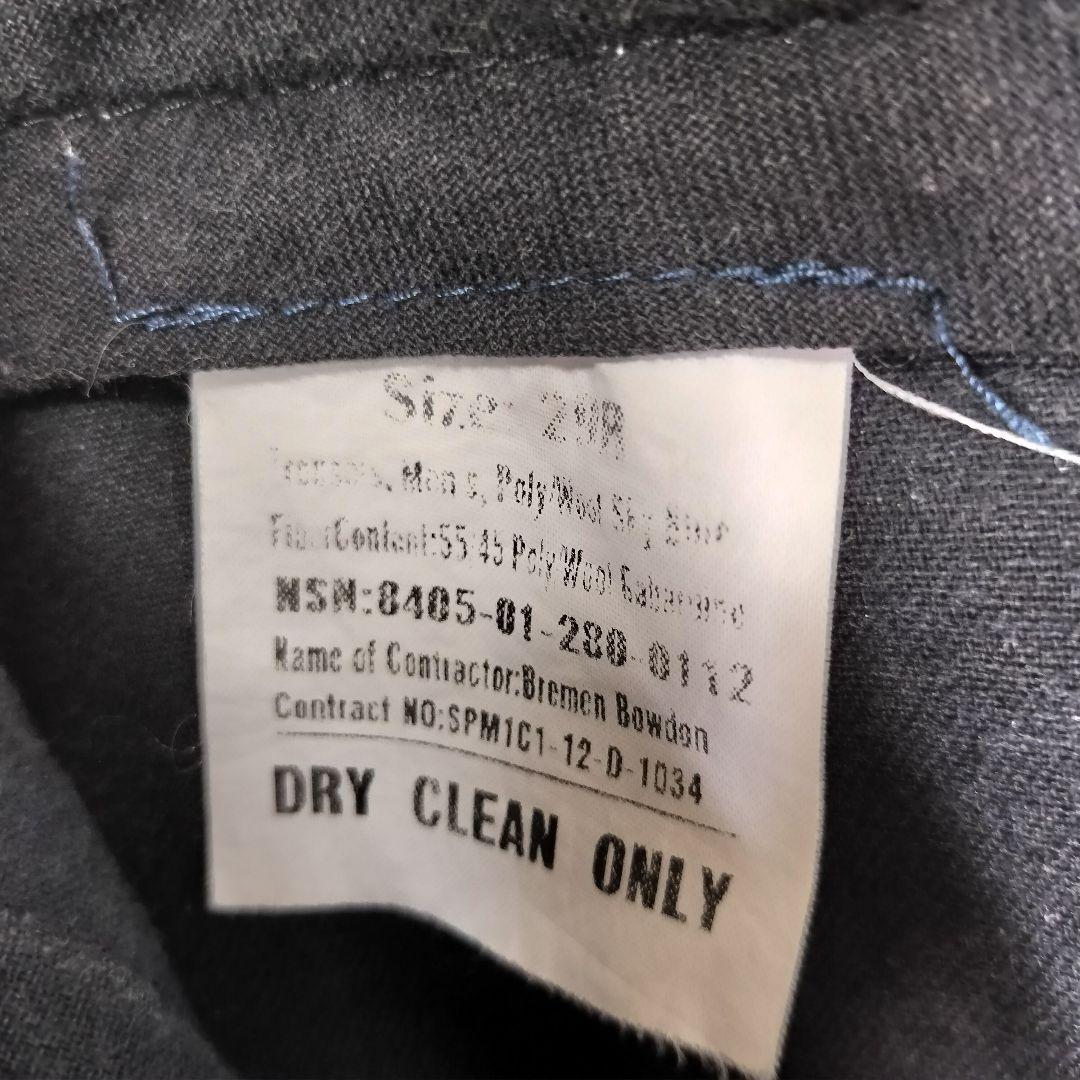 Size: 29R
Trousers, Men's, Poly/Wool Sky Blue
Fiber Content:55/45 Poly/Wool Gabardine
NSN:8405-01-280-0112
Name of Contractor:Bremen Bowdon
Contract NO:SPM1C1-12-D-1034
DRY CLEAN ONLY